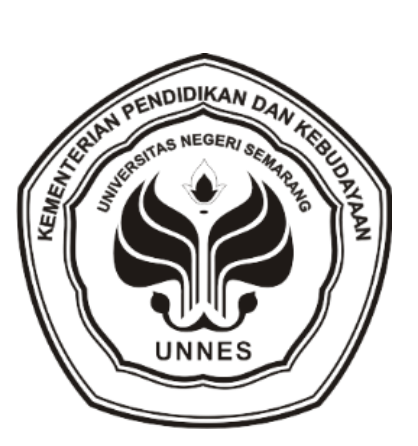 KEMENTERIAN PENDIDIKAN DAN KEBUDAYAAN
UNIVERSITAS NEGERI SEMARANG
UNNES